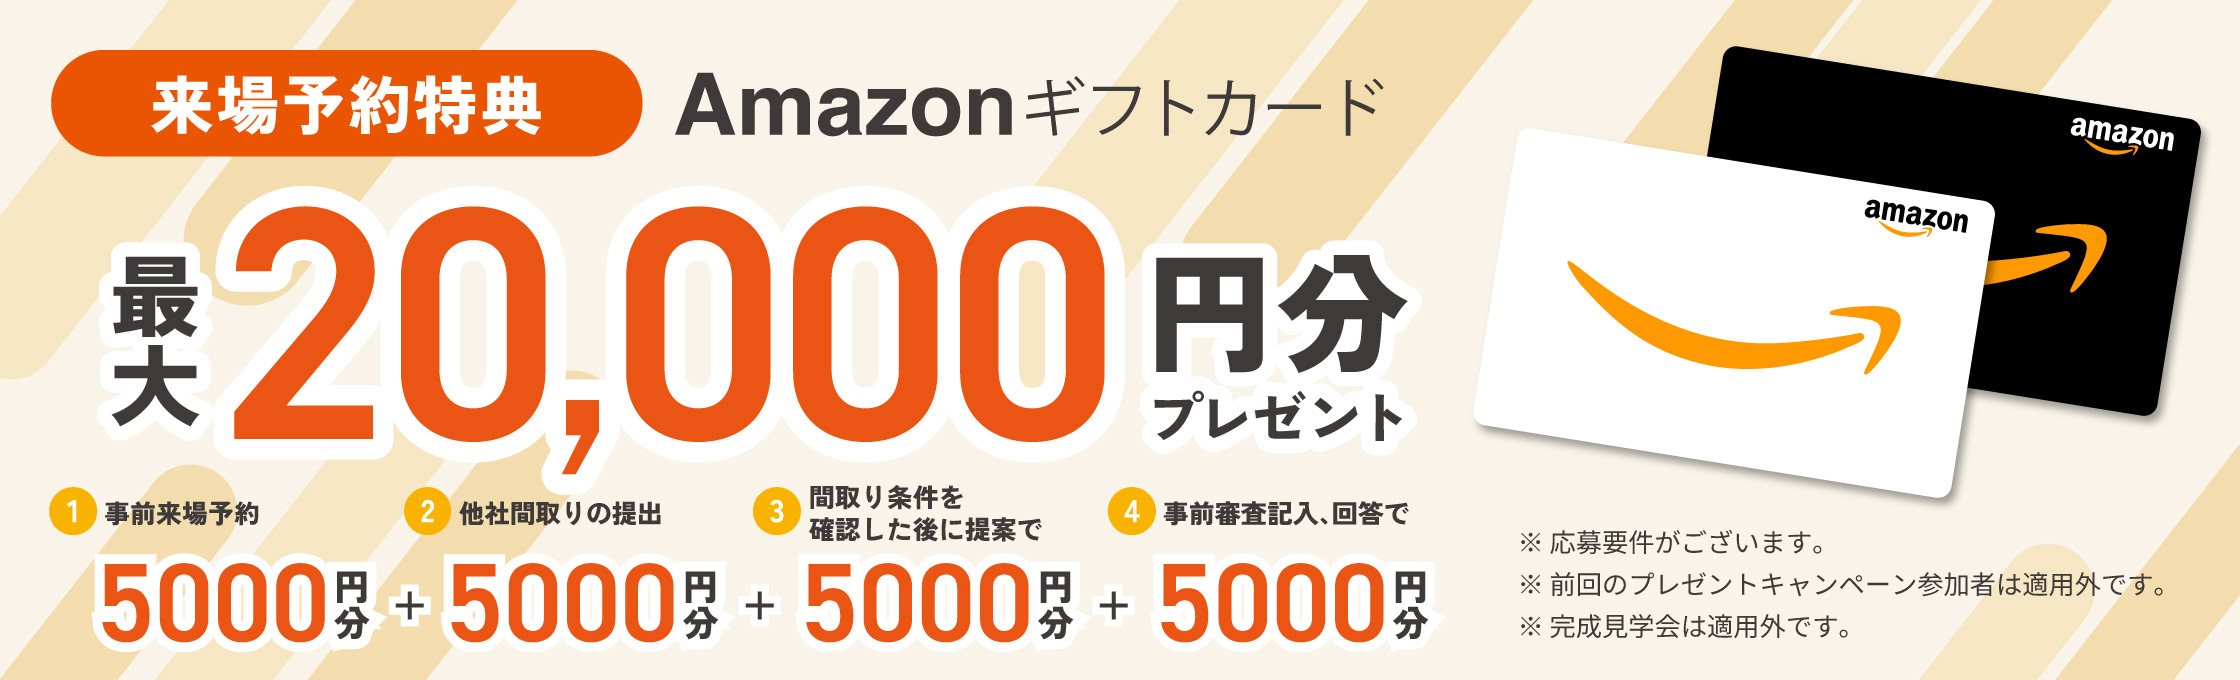 来場予約特典
Amazonギフトカード
最大20,000円分
プレゼント
1 事前来場予約
5000円分
+
2 他社間取りの提出
5000円分
+
3 間取り条件を
確認した後に提案で
5000円分
+
4 事前審査記入、回答で
5000円分
amazon
amazon
※ 応募要件がございます。
※ 前回のプレゼントキャンペーン参加者は適用外です。
※ 完成見学会は適用外です。